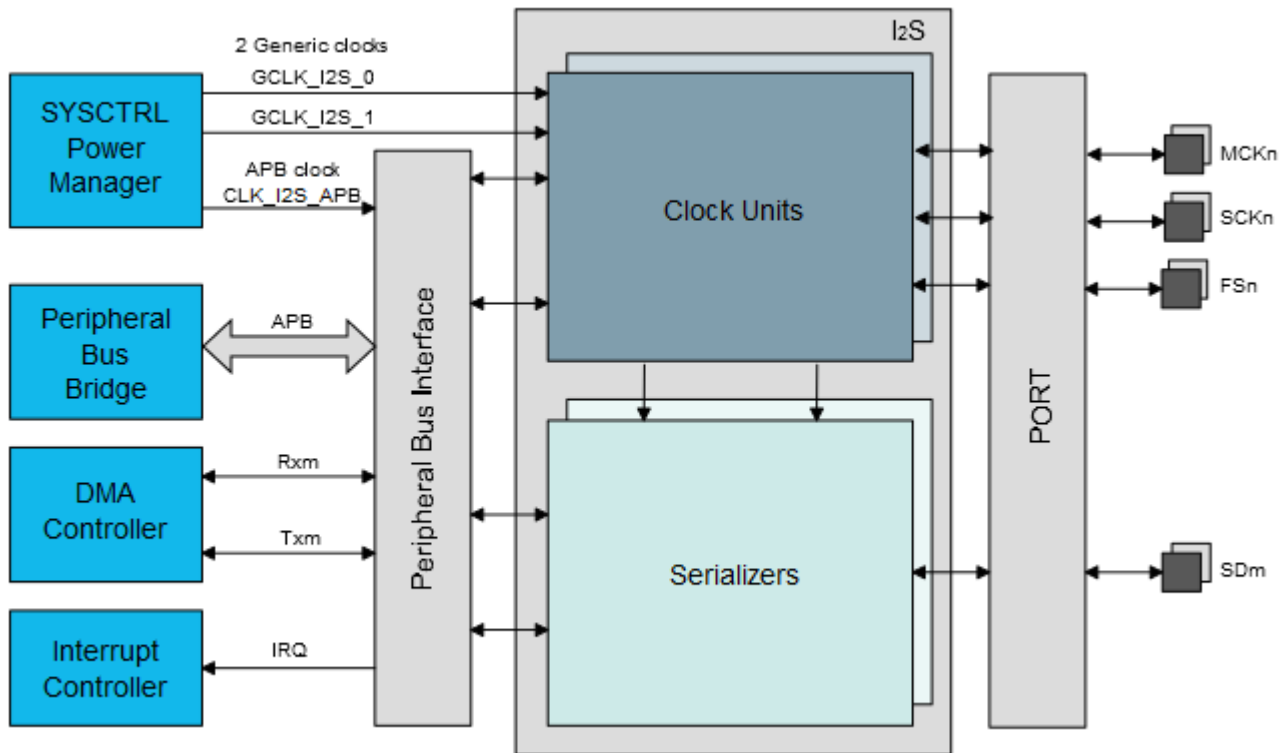 I2S
2 Generic clocks
GCLK_I2S_0
GCLK_I2S_1
SYSCTRL
Power
Manager
APB clock
CLK_I2S_APB
Clock Units
MCKn
SCKn
FSn
Peripheral
Bus
Bridge
APB
Peripheral Bus Interface
PORT
DMA
Controller
Rxm
Txm
Serializers
SDm
Interrupt
Controller
IRQ